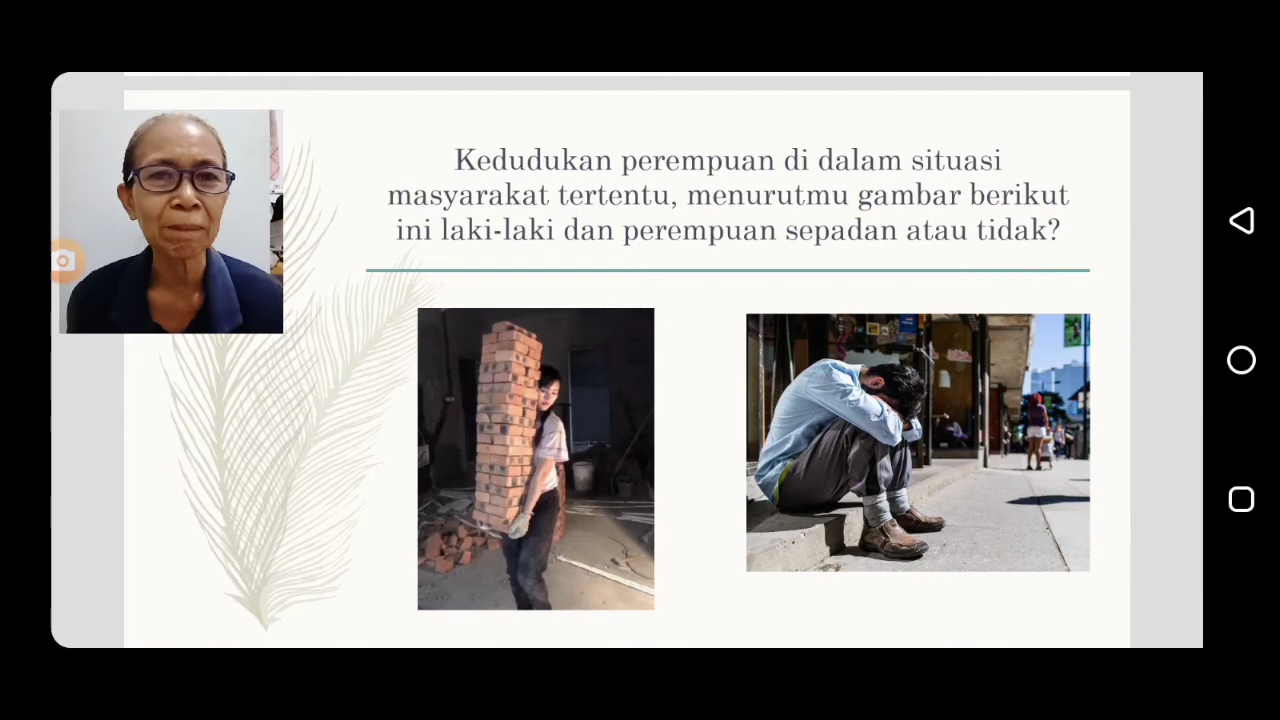 Kedudukan perempuan di dalam situasi
masyarakat tertentu, menurutmu gambar berikut
ini laki-laki dan perempuan sepadan atau tidak?